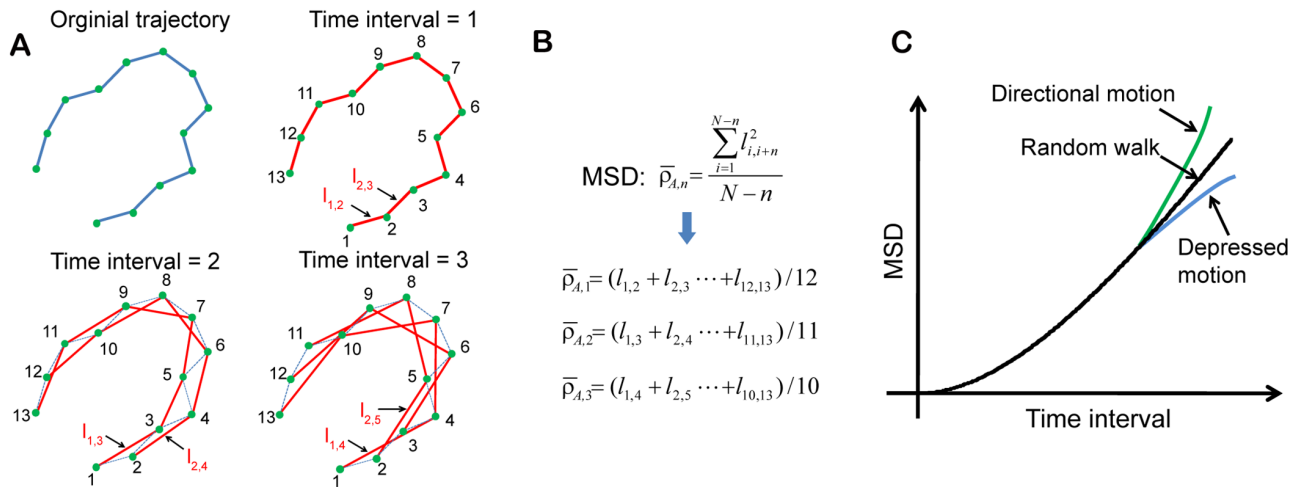 A
Orginial trajectory
Time interval = 1
1
2
3
4
5
6
7
8
9
10
11
12
13
l1,2
l2,3
Time interval = 2
1
2
3
4
5
6
7
8
9
10
11
12
13
l1,3
l2,4
Time interval = 3
1
2
3
4
5
6
7
8
9
10
11
12
13
l1,4
l2,5
B
MSD: ρ̅A,n = ∑_{i=1}^{N−n} l²i,i+n / N − n
ρ̅A,1 = (l1,2 + l2,3 ⋯ + l12,13) / 12
ρ̅A,2 = (l1,3 + l2,4 ⋯ + l11,13) / 11
ρ̅A,3 = (l1,4 + l2,5 ⋯ + l10,13) / 10
C
Directional motion
Random walk
Depressed
motion
MSD
Time interval